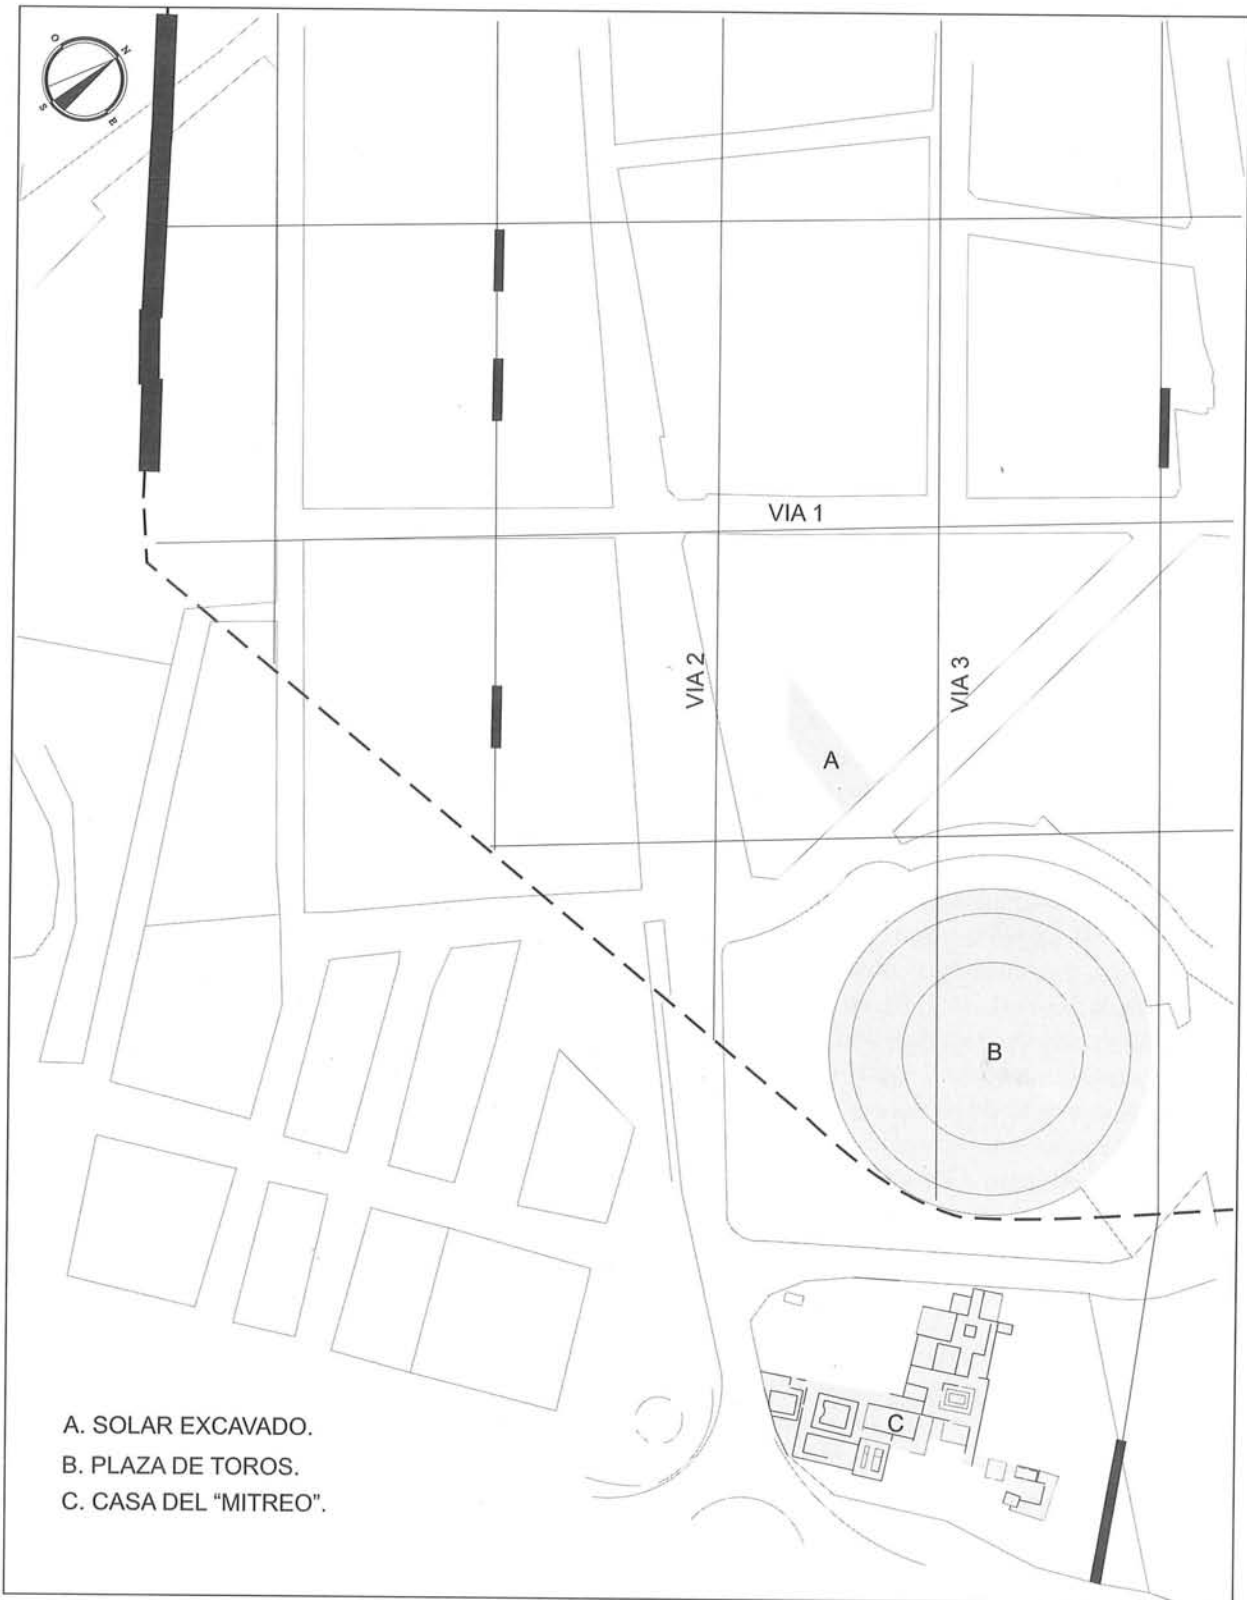 O
N
S
E
VIA 1
VIA 2
VIA 3
A
B
C
A. SOLAR EXCAVADO.
B. PLAZA DE TOROS.
C. CASA DEL “MITREO”.